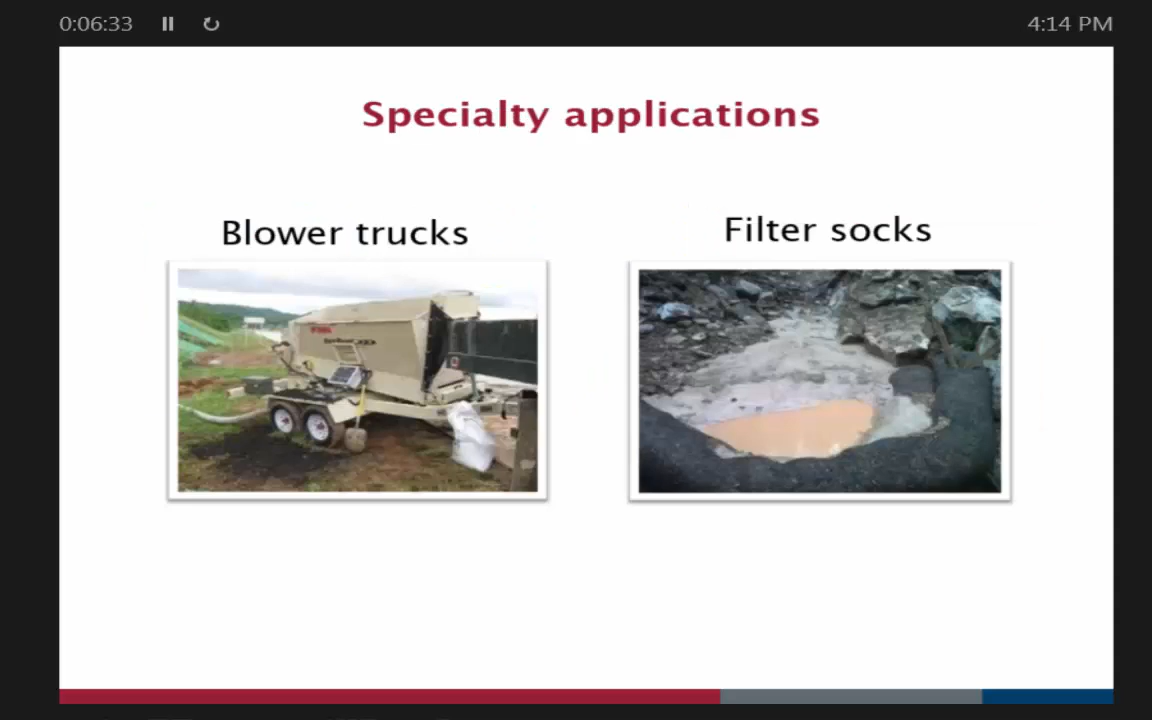 0:06:33
4:14 PM
Specialty applications
Blower trucks
Filter socks